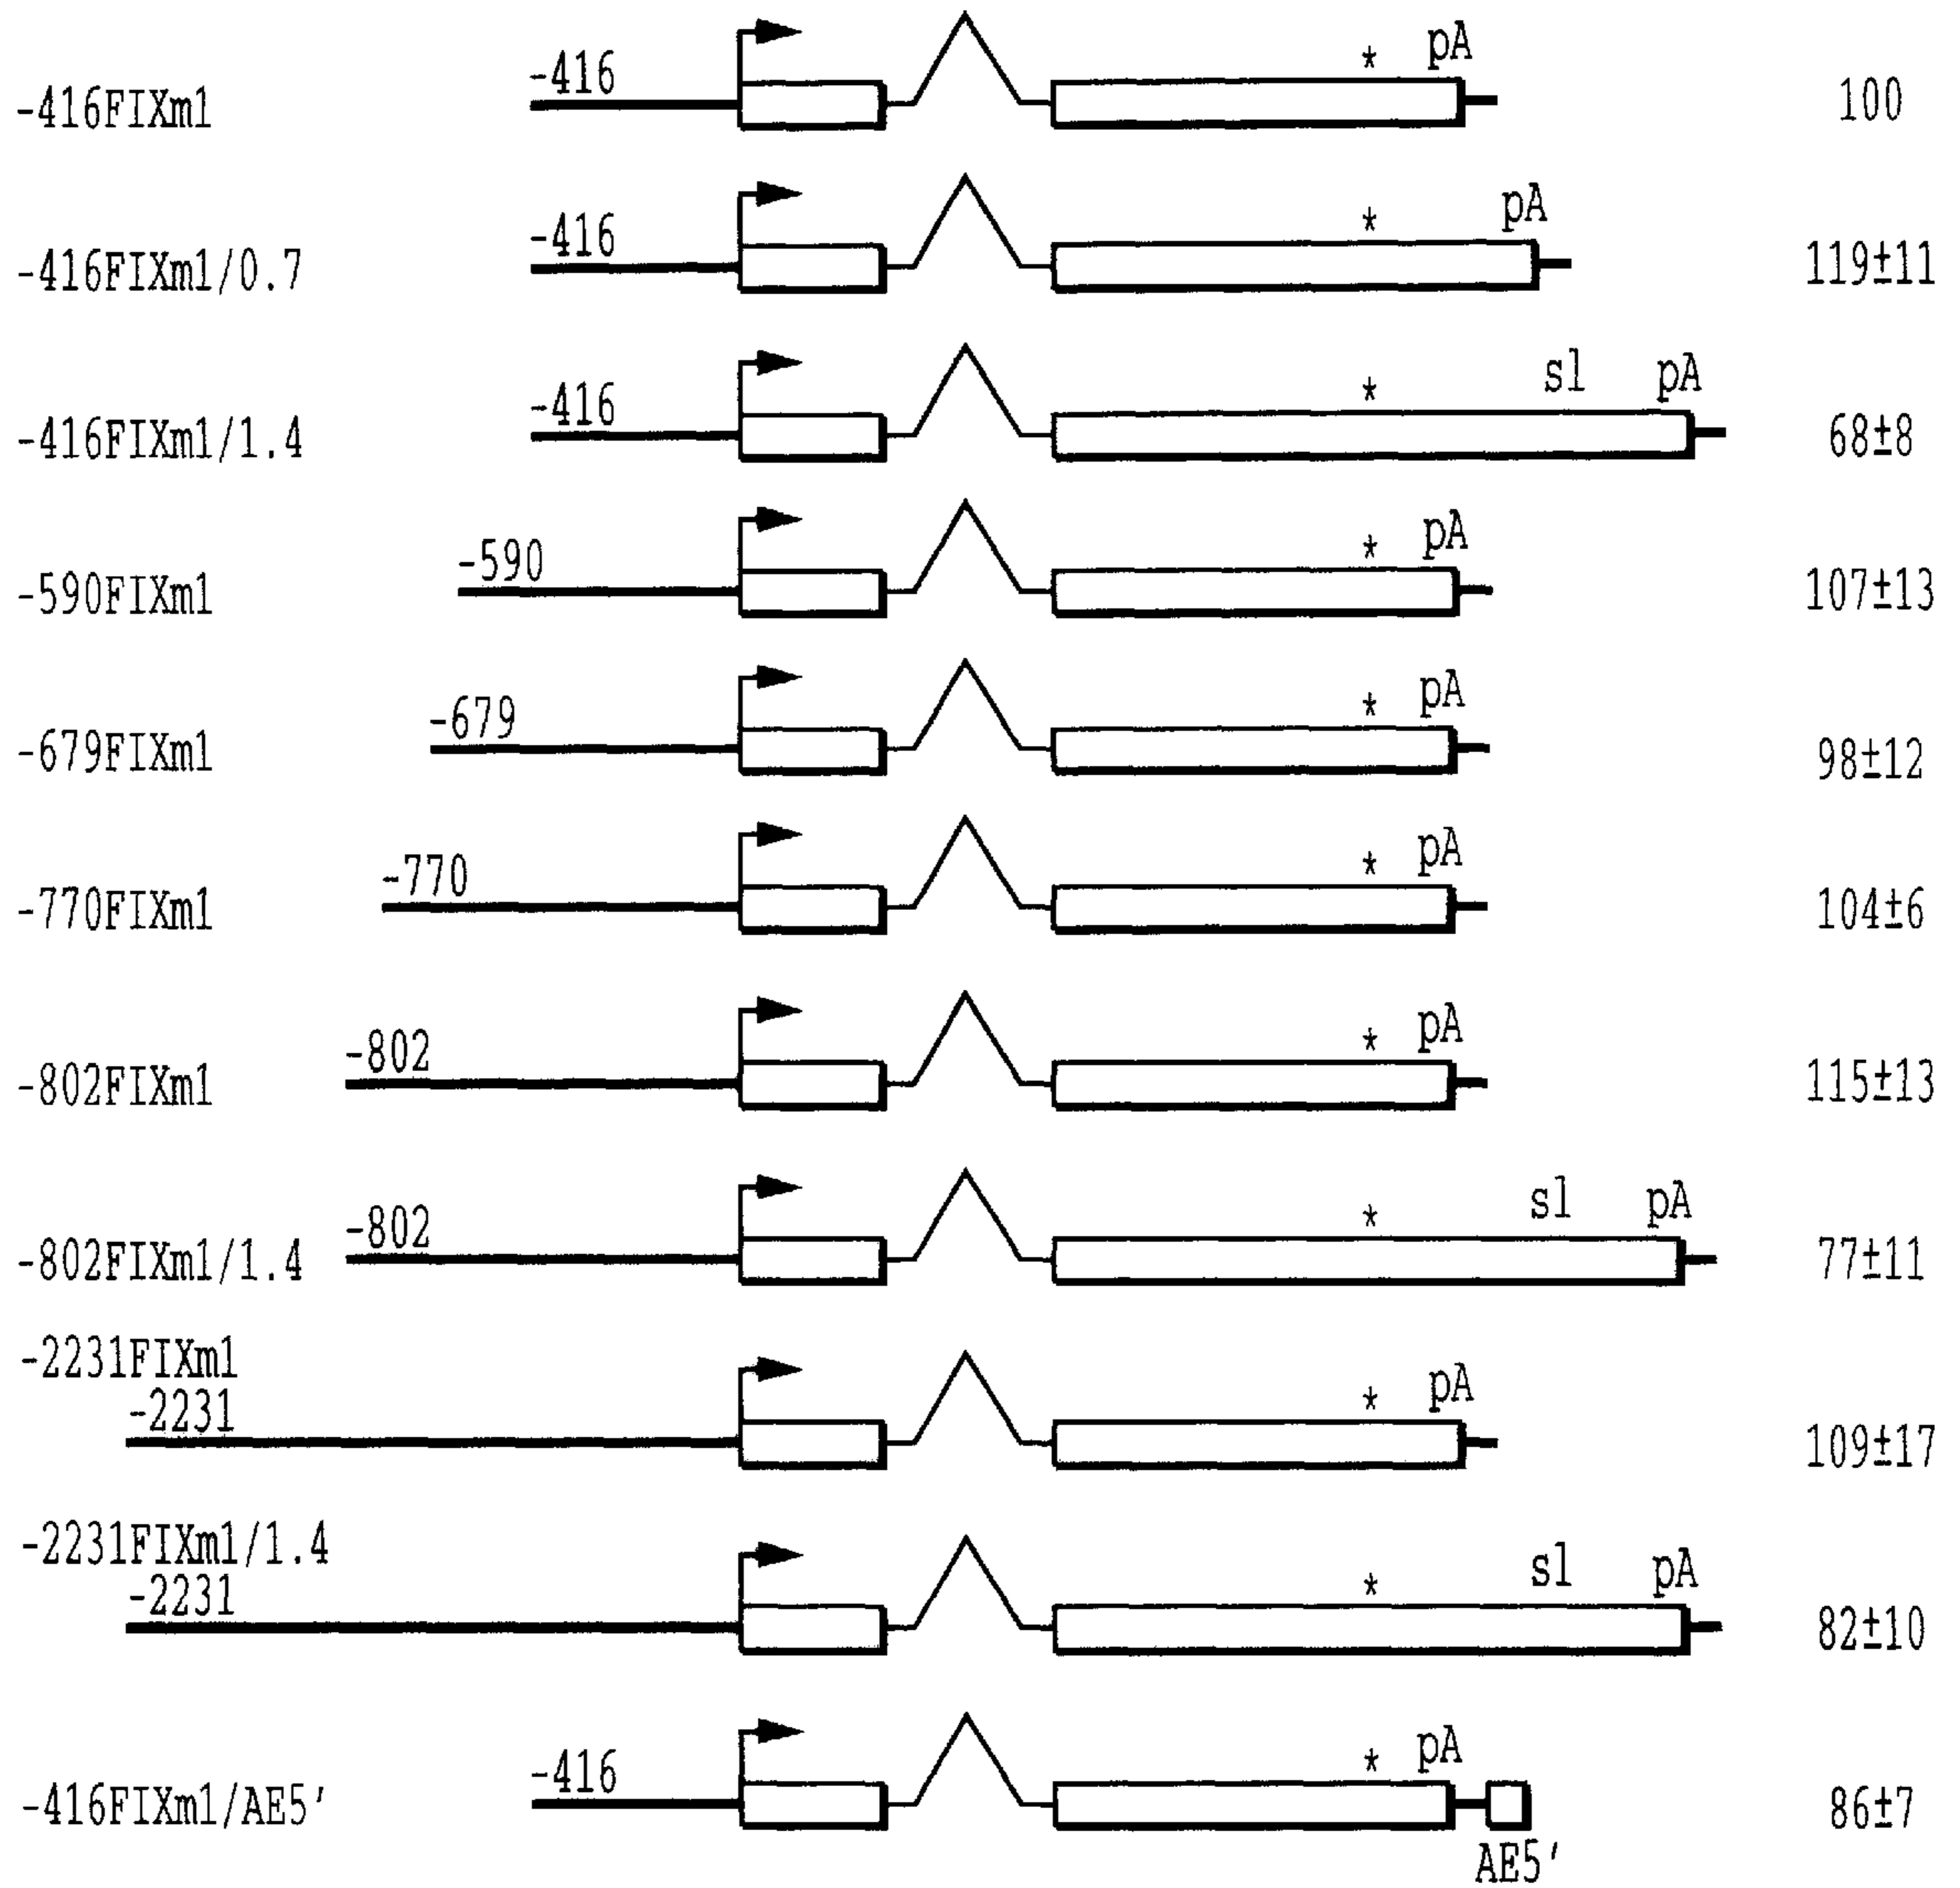 -416FIXm1 -416 * pA 100
-416FIXm1/0.7 -416 * pA 119±11
-416FIXm1/1.4 -416 * sl pA 68±8
-590FIXm1 -590 * pA 107±13
-679FIXm1 -679 * pA 98±12
-770FIXm1 -770 * pA 104±6
-802FIXm1 -802 * pA 115±13
-802FIXm1/1.4 -802 * sl pA 77±11
-2231FIXm1
-2231 * pA 109±17
-2231FIXm1/1.4
-2231 * sl pA 82±10
-416FIXm1/AE5' -416 * pA 86±7
AE5'